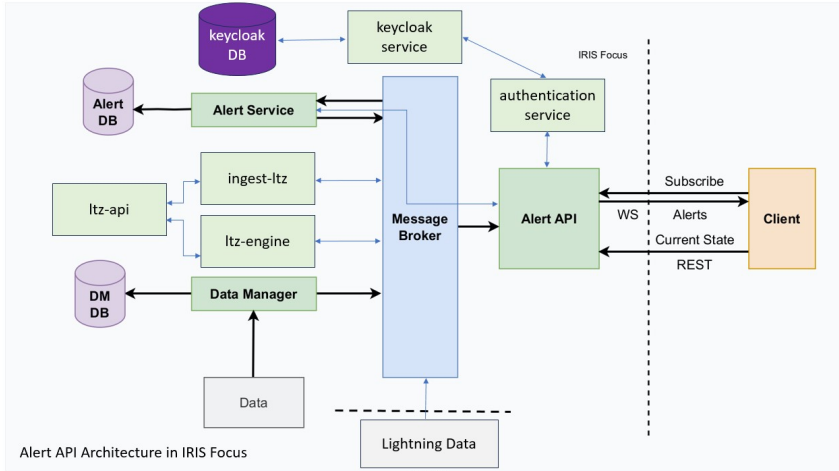 keycloak
DB
keycloak
service
IRIS Focus
Alert
DB
Alert Service
authentication
service
ingest-ltz
ltz-api
ltz-engine
Message
Broker
Alert API
Subscribe
WS
Alerts
Current State
REST
Client
DM
DB
Data Manager
Data
Lightning Data
Alert API Architecture in IRIS Focus